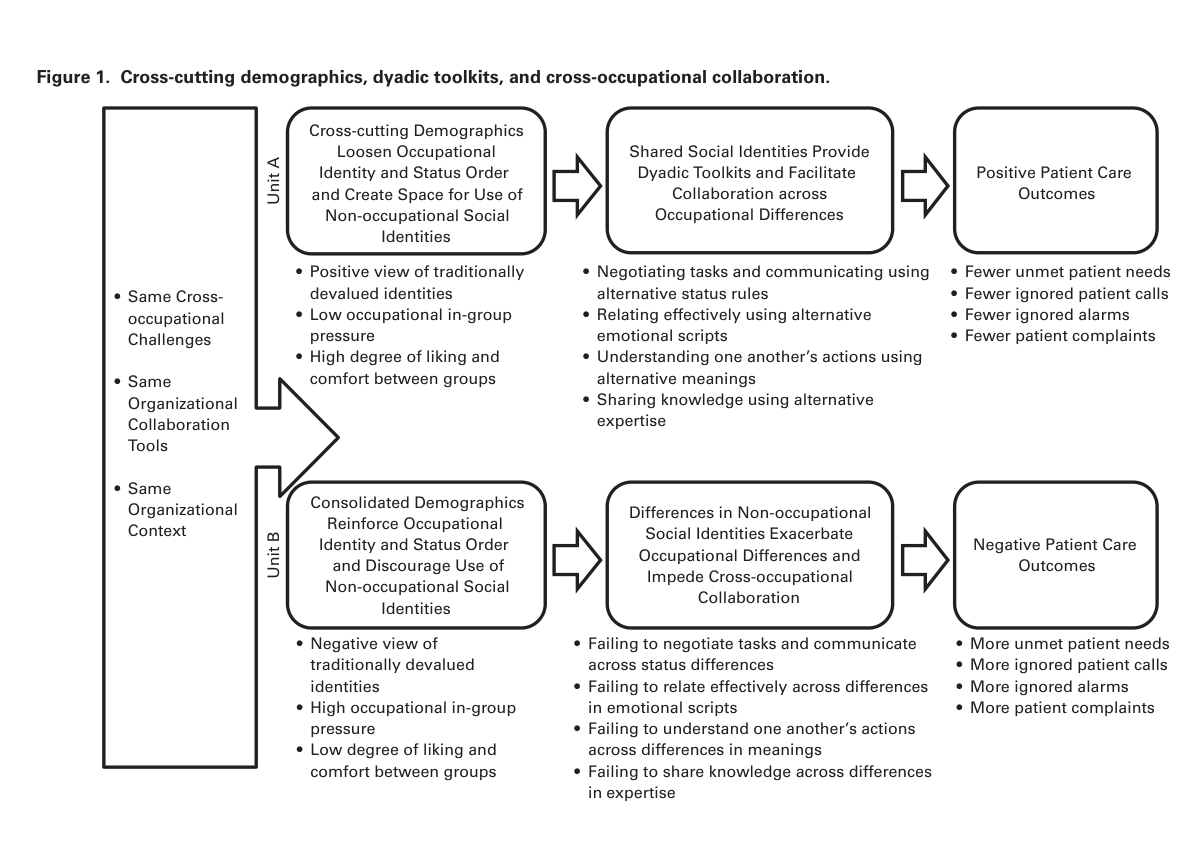 Figure 1.  Cross-cutting demographics, dyadic toolkits, and cross-occupational collaboration.
• Same Cross-
occupational
Challenges
• Same
Organizational
Collaboration
Tools
• Same
Organizational
Context
Unit A
Cross-cutting Demographics
Loosen Occupational
Identity and Status Order
and Create Space for Use of
Non-occupational Social
Identities
• Positive view of traditionally
devalued identities
• Low occupational in-group
pressure
• High degree of liking and
comfort between groups
Shared Social Identities Provide
Dyadic Toolkits and Facilitate
Collaboration across
Occupational Differences
• Negotiating tasks and communicating using
alternative status rules
• Relating effectively using alternative
emotional scripts
• Understanding one another’s actions using
alternative meanings
• Sharing knowledge using alternative
expertise
Positive Patient Care
Outcomes
• Fewer unmet patient needs
• Fewer ignored patient calls
• Fewer ignored alarms
• Fewer patient complaints
Unit B
Consolidated Demographics
Reinforce Occupational
Identity and Status Order
and Discourage Use of
Non-occupational Social
Identities
• Negative view of
traditionally devalued
identities
• High occupational in-group
pressure
• Low degree of liking and
comfort between groups
Differences in Non-occupational
Social Identities Exacerbate
Occupational Differences and
Impede Cross-occupational
Collaboration
• Failing to negotiate tasks and communicate
across status differences
• Failing to relate effectively across differences
in emotional scripts
• Failing to understand one another’s actions
across differences in meanings
• Failing to share knowledge across differences
in expertise
Negative Patient Care
Outcomes
• More unmet patient needs
• More ignored patient calls
• More ignored alarms
• More patient complaints